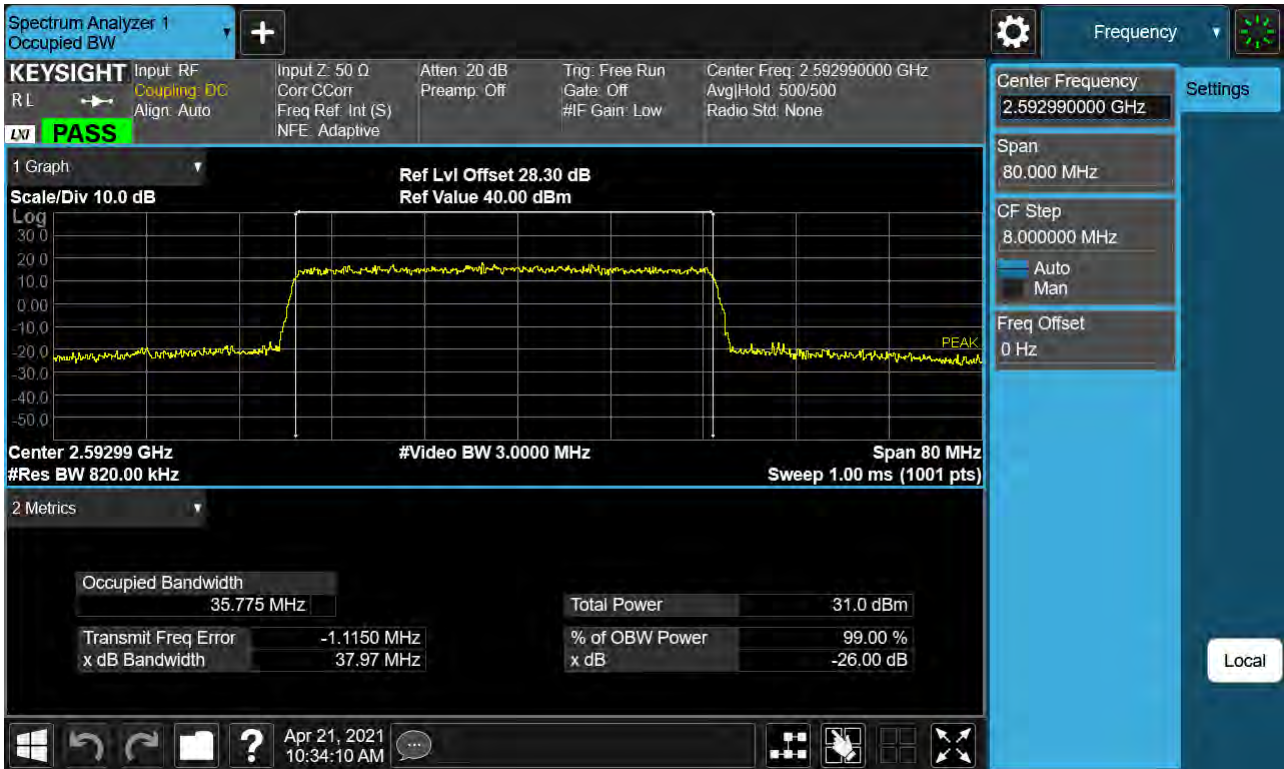 Spectrum Analyzer 1
Occupied BW
Frequency
KEYSIGHT
R L
LXI
PASS
Input: RF
Coupling: DC
Align: Auto
Input Z: 50 Ω
Corr CCorr
Freq Ref: Int (S)
NFE: Adaptive
Atten: 20 dB
Preamp: Off
Trig: Free Run
Gate: Off
#IF Gain: Low
Center Freq: 2.592990000 GHz
Avg|Hold: 500/500
Radio Std: None
Center Frequency
2.592990000 GHz
Settings
Span
80.000 MHz
CF Step
8.000000 MHz
Auto
Man
Freq Offset
0 Hz
1 Graph
Scale/Div 10.0 dB
Ref Lvl Offset 28.30 dB
Ref Value 40.00 dBm
Log
30.0
20.0
10.0
0.00
-10.0
-20.0
-30.0
-40.0
-50.0
PEAK
Center 2.59299 GHz
#Video BW 3.0000 MHz
Span 80 MHz
#Res BW 820.00 kHz
Sweep 1.00 ms (1001 pts)
2 Metrics
Occupied Bandwidth
35.775 MHz
Total Power 31.0 dBm
Transmit Freq Error -1.1150 MHz
% of OBW Power 99.00 %
x dB Bandwidth 37.97 MHz
x dB -26.00 dB
Local
Apr 21, 2021
10:34:10 AM